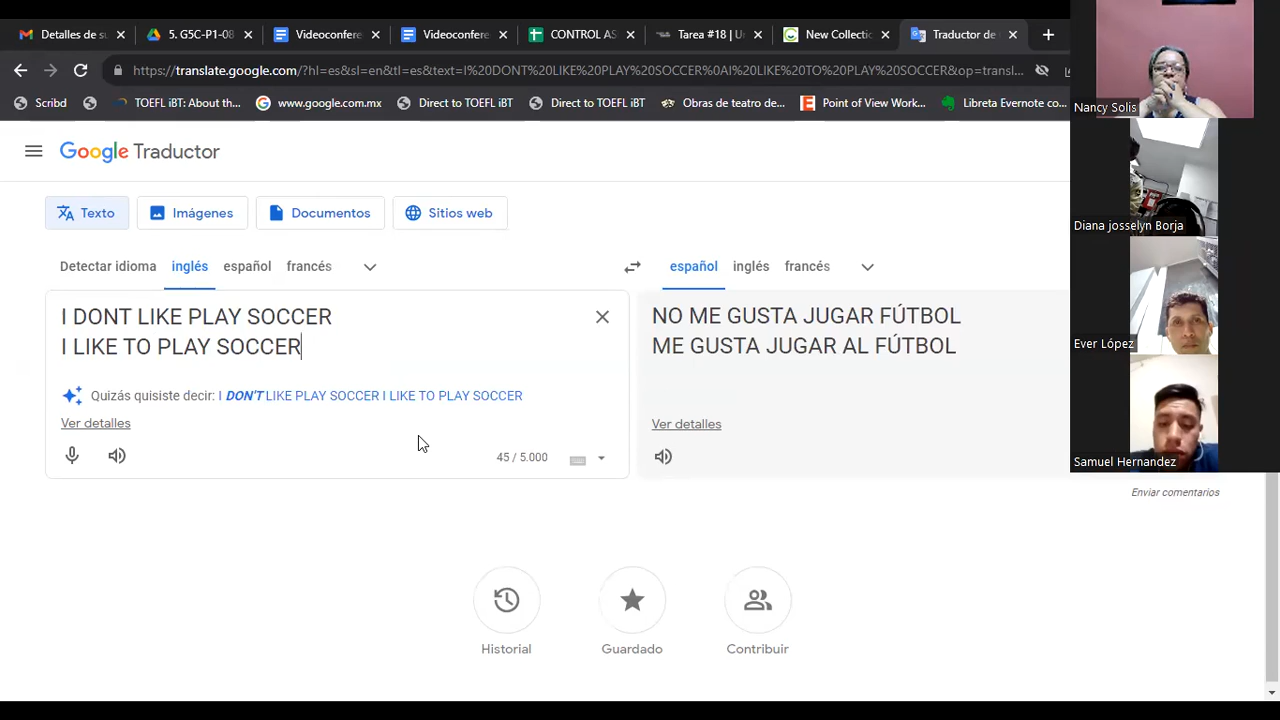 Detalles de su
5. G5C-P1-08
Videoconfere
Videoconfere
CONTROL AS
Tarea #18 | Un
New Collectio
Traductor de
https://translate.google.com/?hl=es&sl=en&tl=es&text=I%20DONT%20LIKE%20PLAY%20SOCCER%0AI%20LIKE%20TO%20PLAY%20SOCCER&op=transl...
Scribd
TOEFL iBT: About th...
www.google.com.mx
Direct to TOEFL iBT
Direct to TOEFL iBT
Obras de teatro de...
Point of View Work...
Libreta Evernote co...
Google Traductor
Texto
Imágenes
Documentos
Sitios web
Detectar idioma
inglés
español
francés
español
inglés
francés
I DONT LIKE PLAY SOCCER
I LIKE TO PLAY SOCCER
NO ME GUSTA JUGAR FÚTBOL
ME GUSTA JUGAR AL FÚTBOL
Quizás quisiste decir: I DON'T LIKE PLAY SOCCER I LIKE TO PLAY SOCCER
Ver detalles
Ver detalles
45 / 5.000
Enviar comentarios
Historial
Guardado
Contribuir
Nancy Solis
Diana josselyn Borja
Ever López
Samuel Hernandez